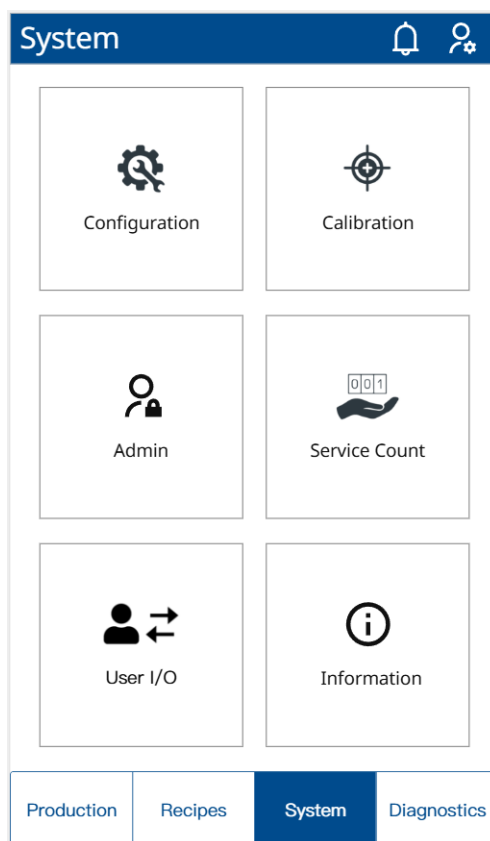 System
Configuration
Calibration
Admin
001
Service Count
User I/O
Information
Production
Recipes
System
Diagnostics